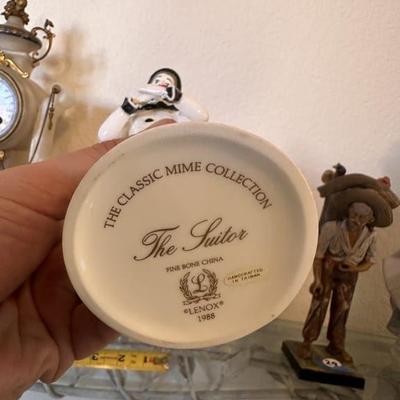 THE CLASSIC MIME COLLECTION
The Suitor
FINE BONE CHINA
L
©LENOX®
1988
HANDCRAFTED
IN TAIWAN